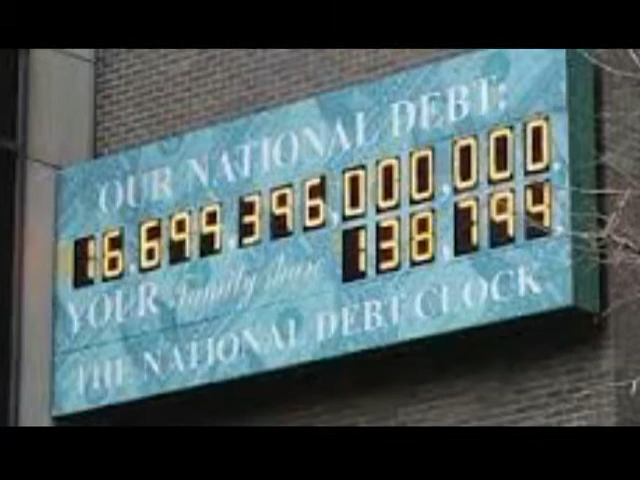 OUR NATIONAL DEBT:
16,699,396,000,000.
YOUR Family share 138,794
THE NATIONAL DEBT CLOCK